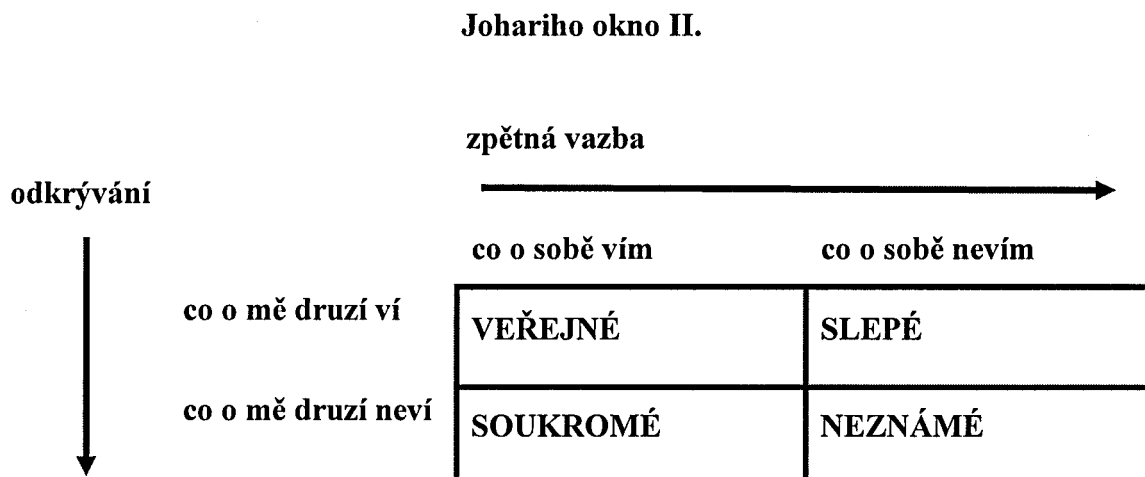 Johariho okno II.
zpětná vazba
odkrývání
co o sobě vím co o sobě nevím
co o mě druzí ví
VEŘEJNÉ SLEPÉ
co o mě druzí neví
SOUKROMÉ NEZNÁMÉ